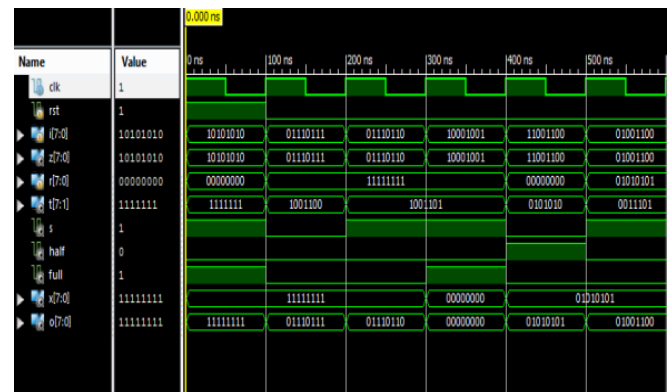 0.000 ns
Name Value 0 ns 100 ns 200 ns 300 ns 400 ns 500 ns
clk 1
rst 1
i[7:0] 10101010 10101010 01110111 01110110 10001001 11001100 01001100
z[7:0] 10101010 10101010 01110111 01110110 10001001 11001100 01001100
r[7:0] 00000000 00000000 11111111 00000000 01010101
t[7:1] 1111111 1111111 1001100 1001101 0101010 0011101
s 1
half 0
full 1
x[7:0] 11111111 11111111 00000000 01010101
o[7:0] 11111111 11111111 01110111 01110110 00000000 01010101 01001100